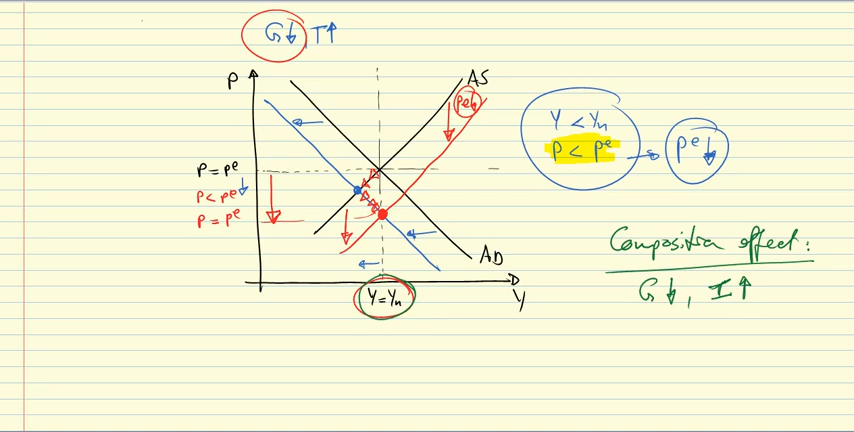 G↓, T↑
P
AS
pe↓
Y < Yn
P < pe → pe↓
P = pe
P < pe↓
P = pe
Composition effect:
AD
G↓, I↑
Y = Yn
Y